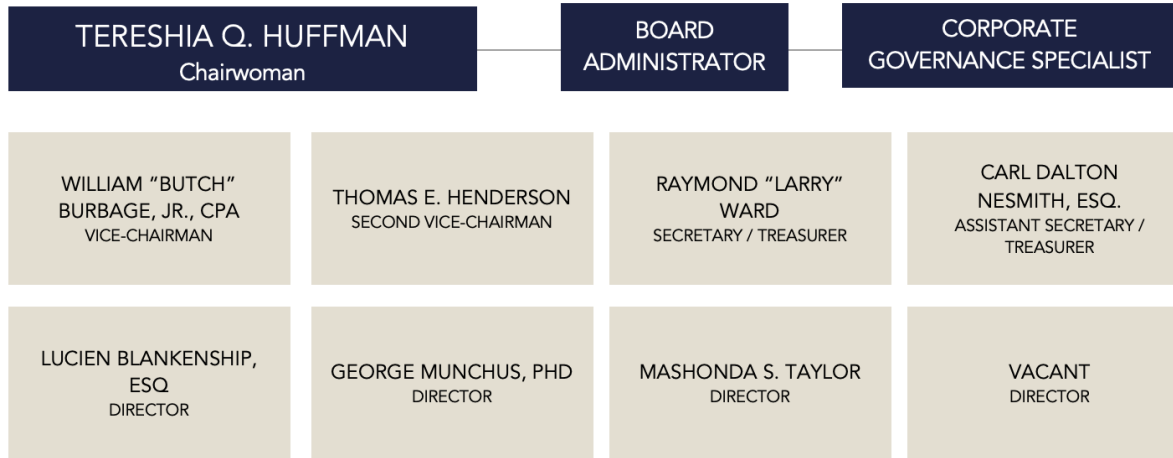 TERESHIA Q. HUFFMAN
Chairwoman
BOARD
ADMINISTRATOR
CORPORATE
GOVERNANCE SPECIALIST
WILLIAM “BUTCH”
BURBAGE, JR., CPA
VICE-CHAIRMAN
THOMAS E. HENDERSON
SECOND VICE-CHAIRMAN
RAYMOND “LARRY”
WARD
SECRETARY / TREASURER
CARL DALTON
NESMITH, ESQ.
ASSISTANT SECRETARY /
TREASURER
LUCIEN BLANKENSHIP,
ESQ
DIRECTOR
GEORGE MUNCHUS, PHD
DIRECTOR
MASHONDA S. TAYLOR
DIRECTOR
VACANT
DIRECTOR